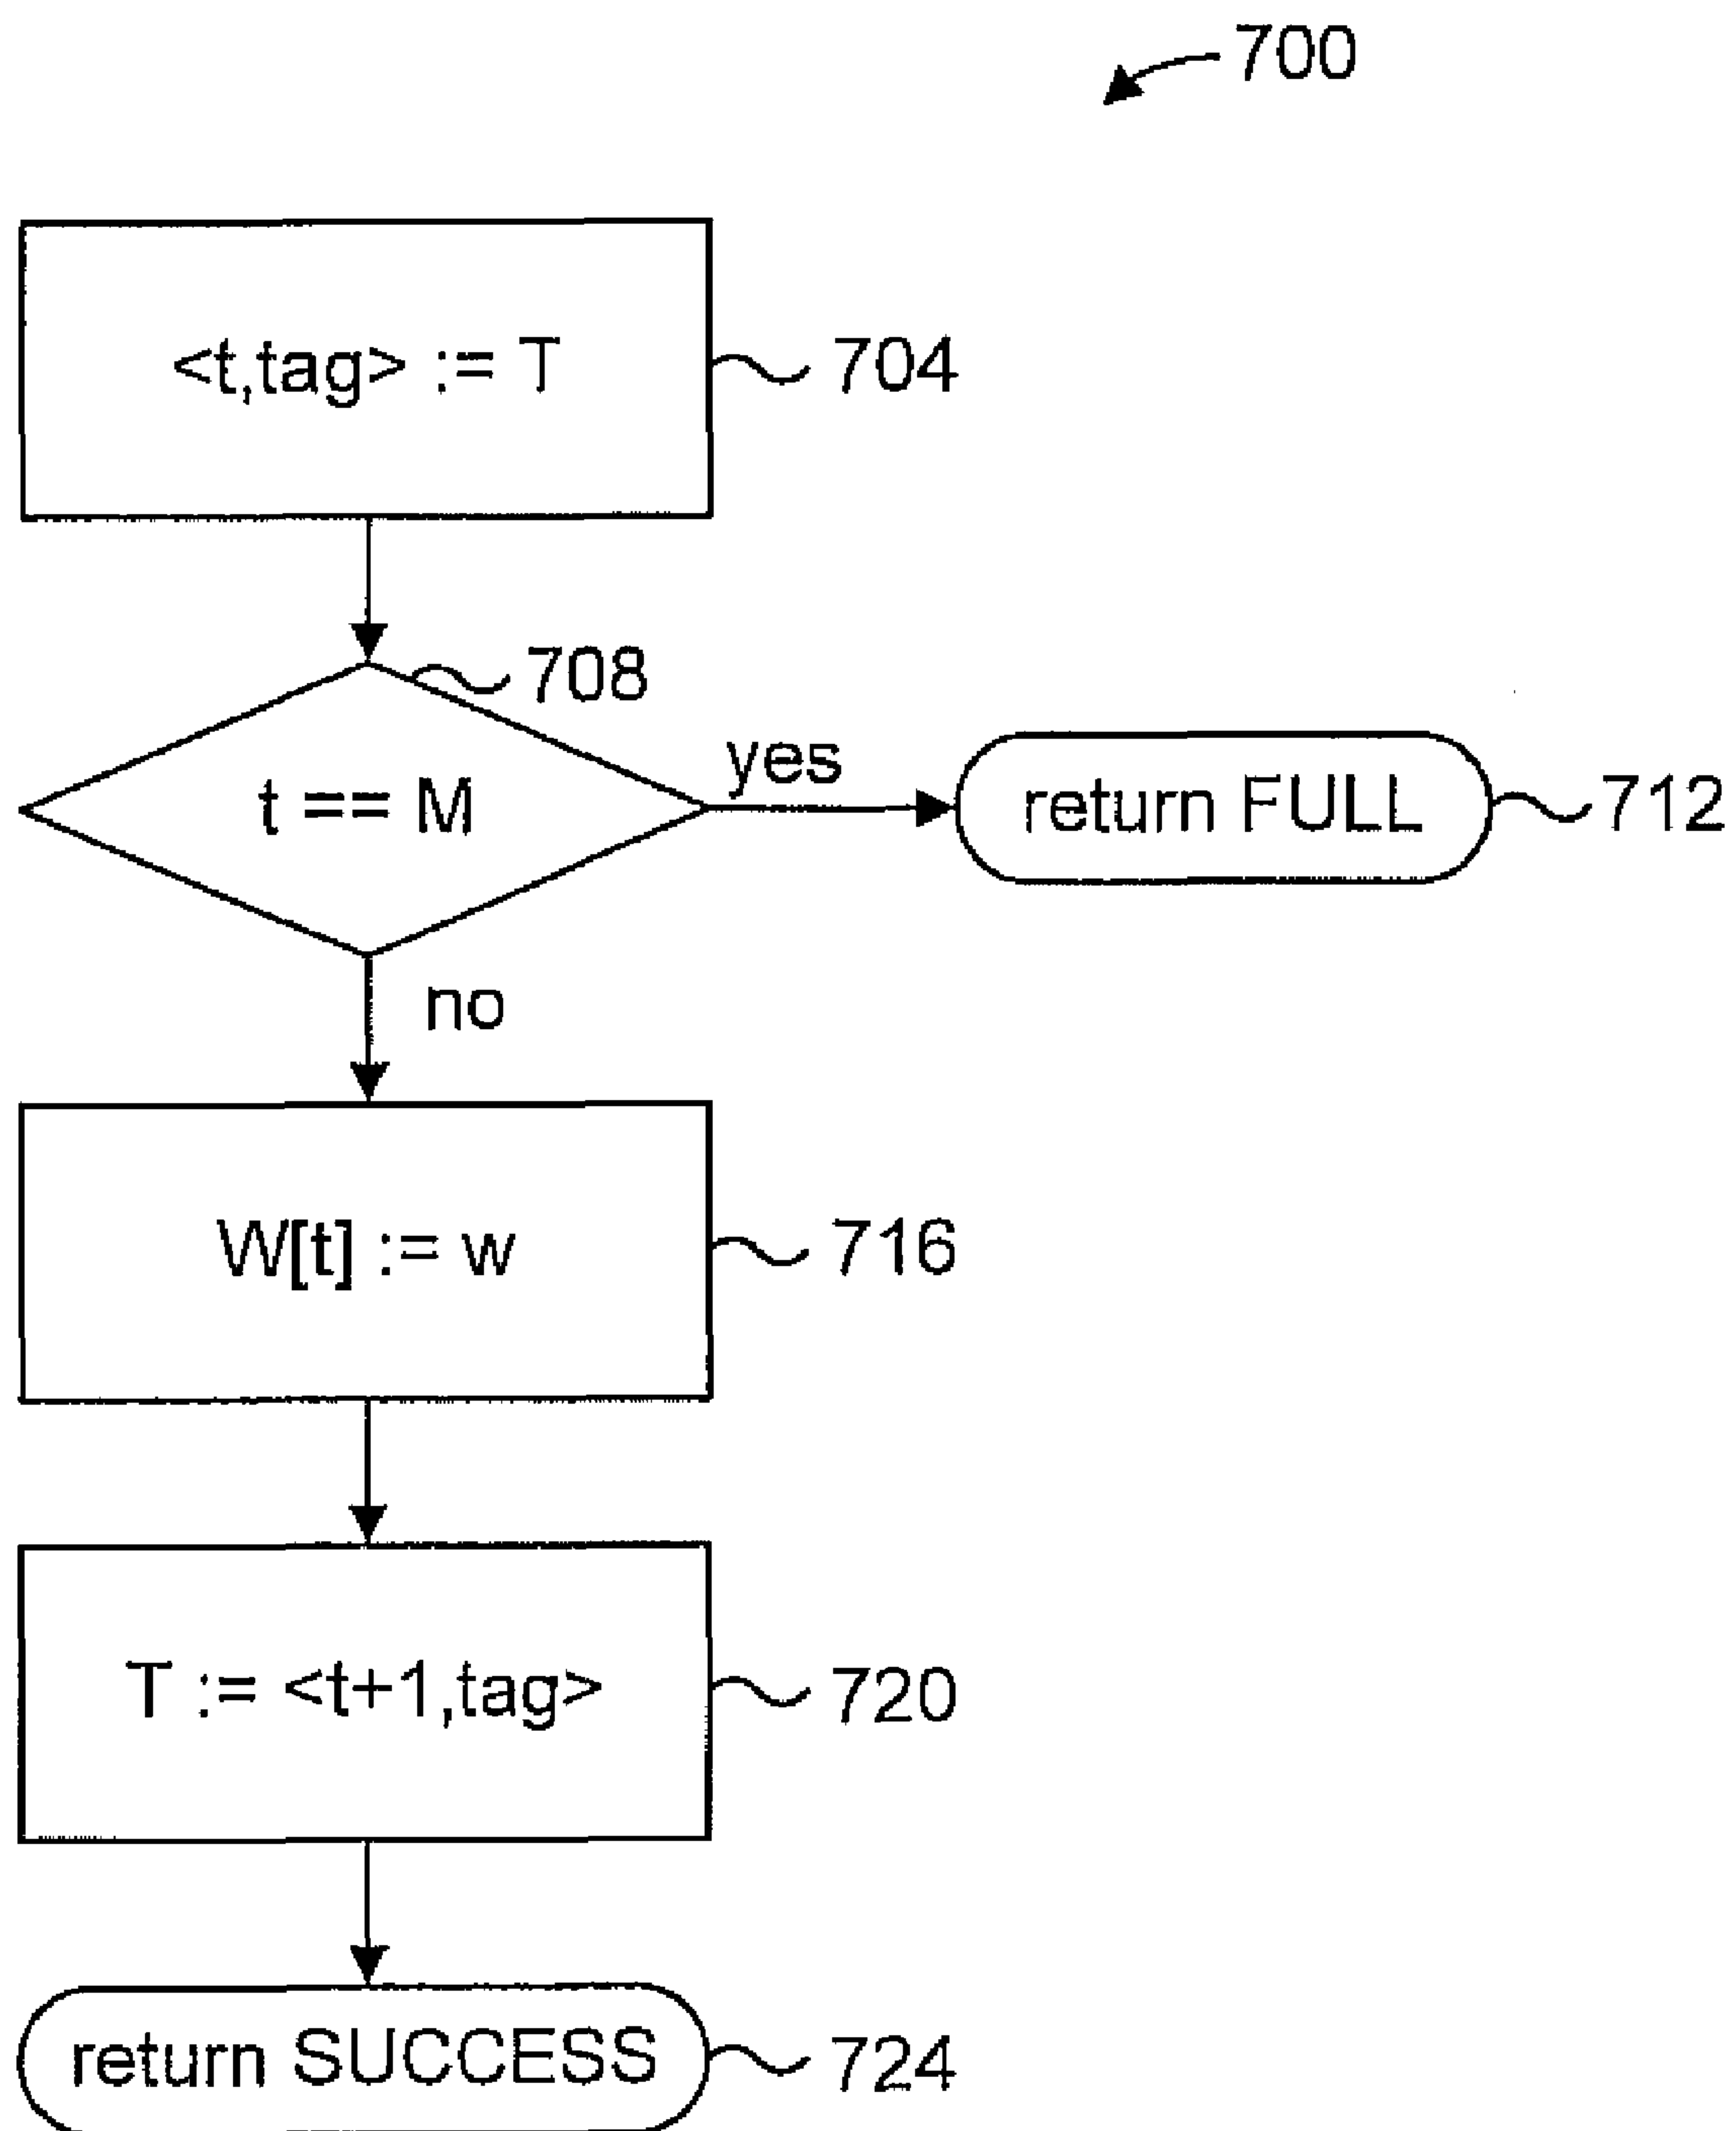 700
<t,tag> := T
704
708
t == M
yes
return FULL
712
no
W[t] := w
716
T := <t+1,tag>
720
return SUCCESS
724